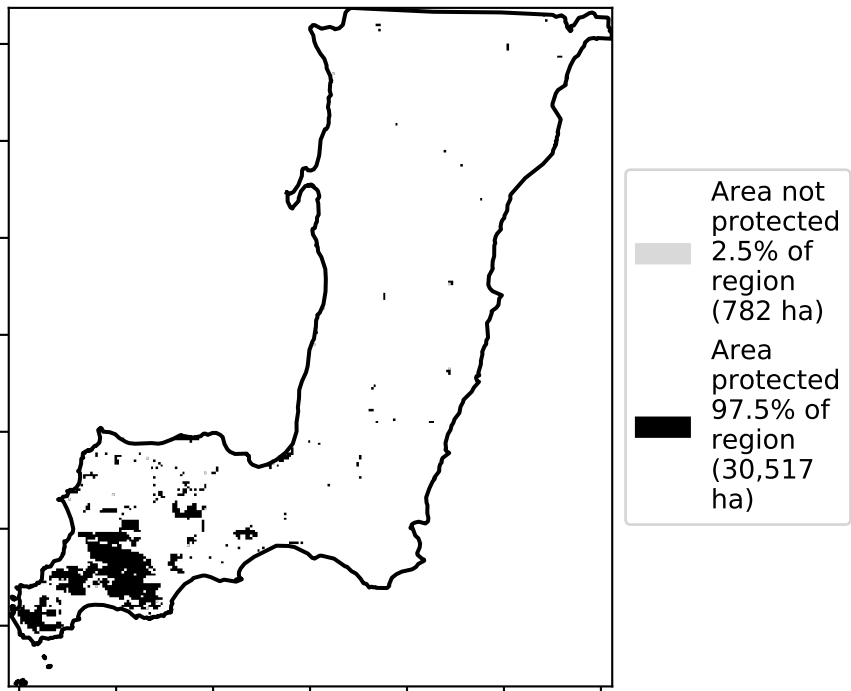 Area not
protected
2.5% of
region
(782 ha)
Area
protected
97.5% of
region
(30,517
ha)